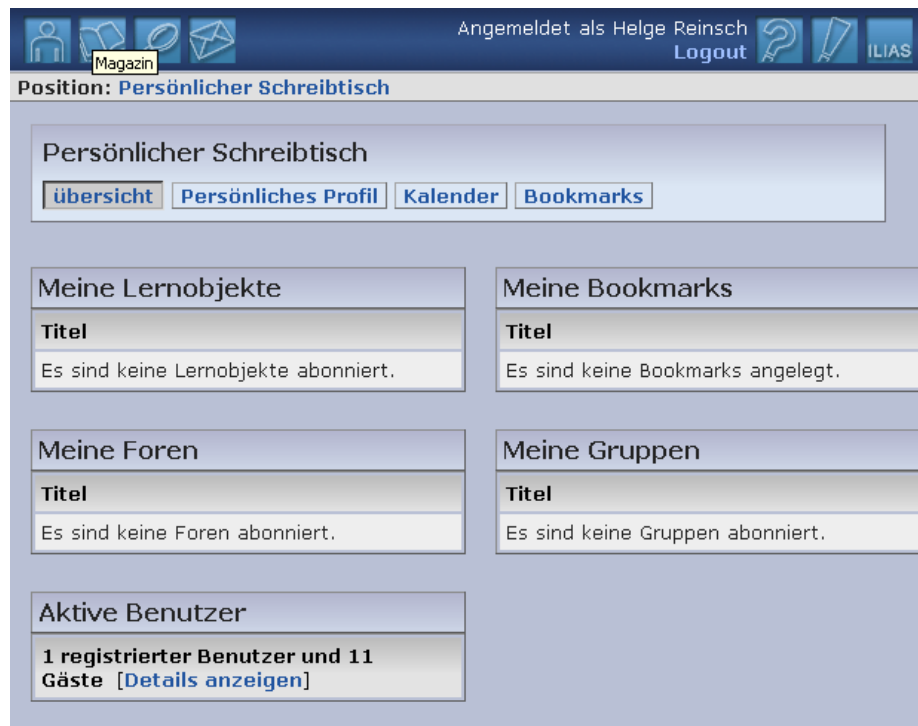 Angemeldet als Helge Reinsch
Logout
ILIAS
Magazin
Position: Persönlicher Schreibtisch
Persönlicher Schreibtisch
übersicht Persönliches Profil Kalender Bookmarks
Meine Lernobjekte
Titel
Es sind keine Lernobjekte abonniert.
Meine Bookmarks
Titel
Es sind keine Bookmarks angelegt.
Meine Foren
Titel
Es sind keine Foren abonniert.
Meine Gruppen
Titel
Es sind keine Gruppen abonniert.
Aktive Benutzer
1 registrierter Benutzer und 11
Gäste [Details anzeigen]